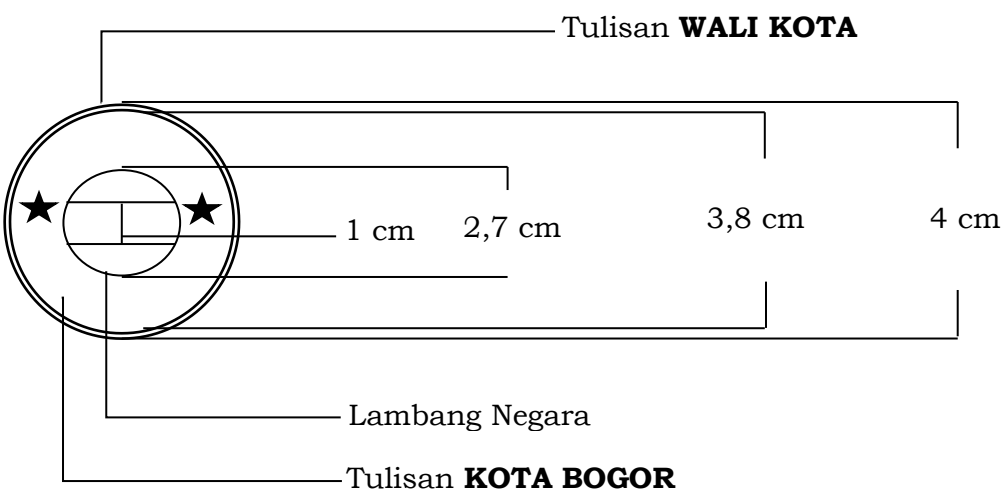 Tulisan WALI KOTA
1 cm
2,7 cm
3,8 cm
4 cm
Lambang Negara
Tulisan KOTA BOGOR